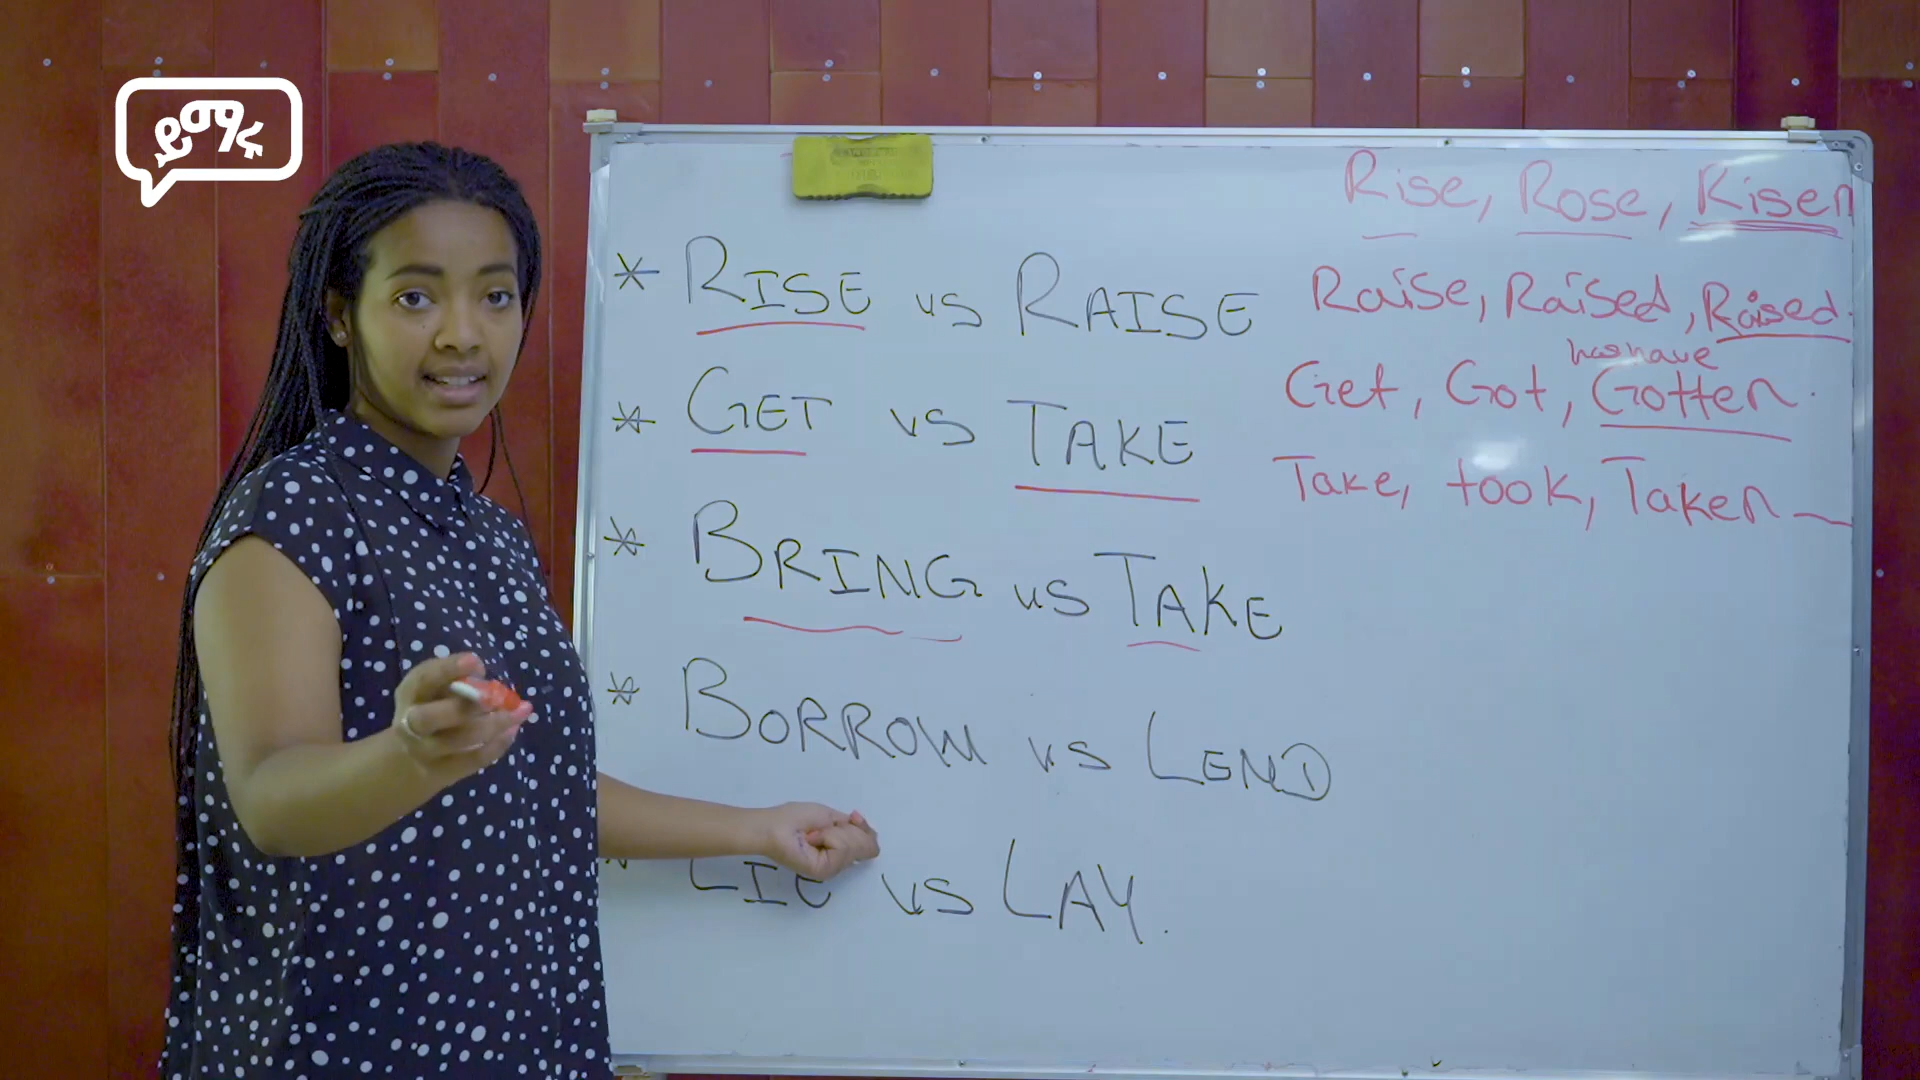 ይማሩ
Rise, Rose, Risen
* RISE vs RAISE
Raise, Raised, Raised.
has have
* GET vs TAKE
Get, Got, Gotten.
Take, took, Taken
* BRING vs TAKE
* BORROW vs LEND
* LIE vs LAY.